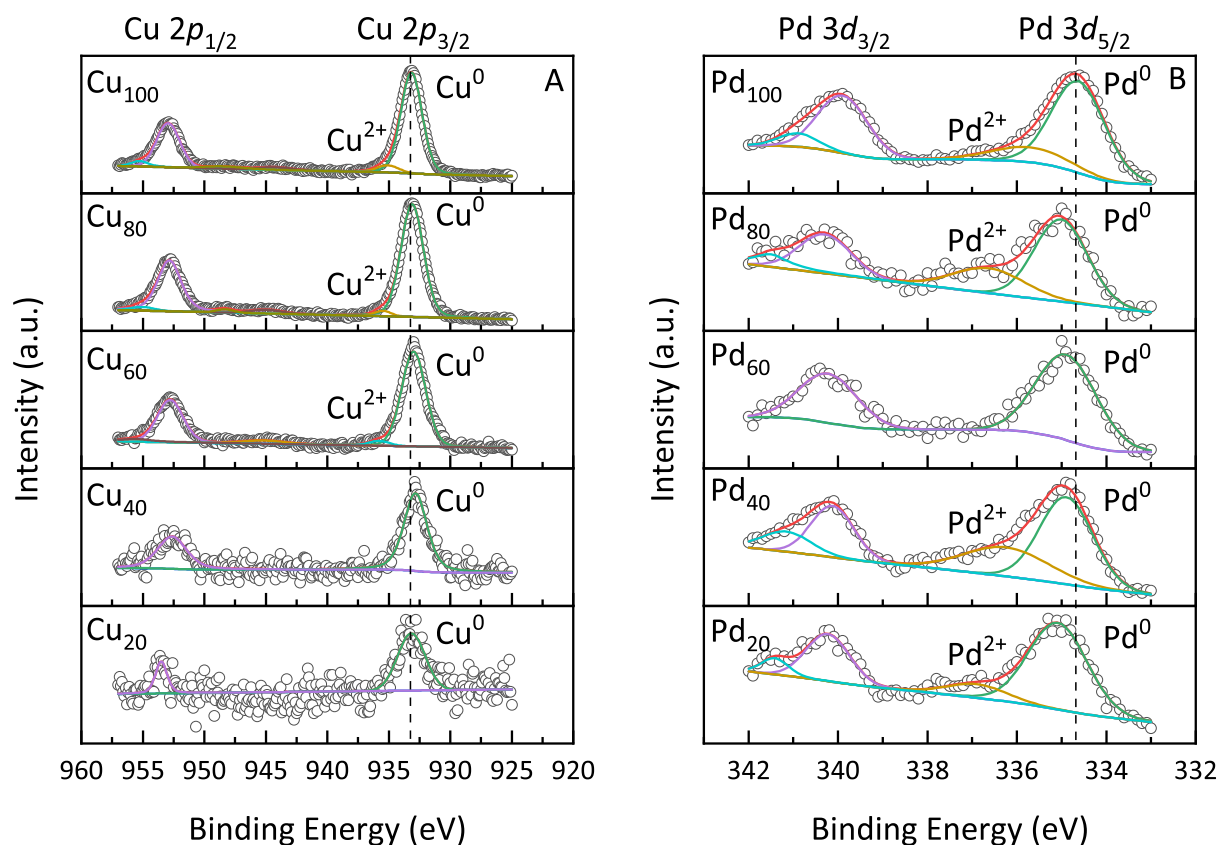 Cu 2p1/2 Cu 2p3/2
Cu100 Cu2+ Cu0 A
Cu80 Cu2+ Cu0
Cu60 Cu2+ Cu0
Cu40 Cu0
Cu20 Cu0
960 955 950 945 940 935 930 925 920
Binding Energy (eV)
Intensity (a.u.)
Pd 3d3/2 Pd 3d5/2
Pd100 Pd2+ Pd0 B
Pd80 Pd2+ Pd0
Pd60 Pd0
Pd40 Pd2+ Pd0
Pd20 Pd2+ Pd0
342 340 338 336 334 332
Binding Energy (eV)
Intensity (a.u.)